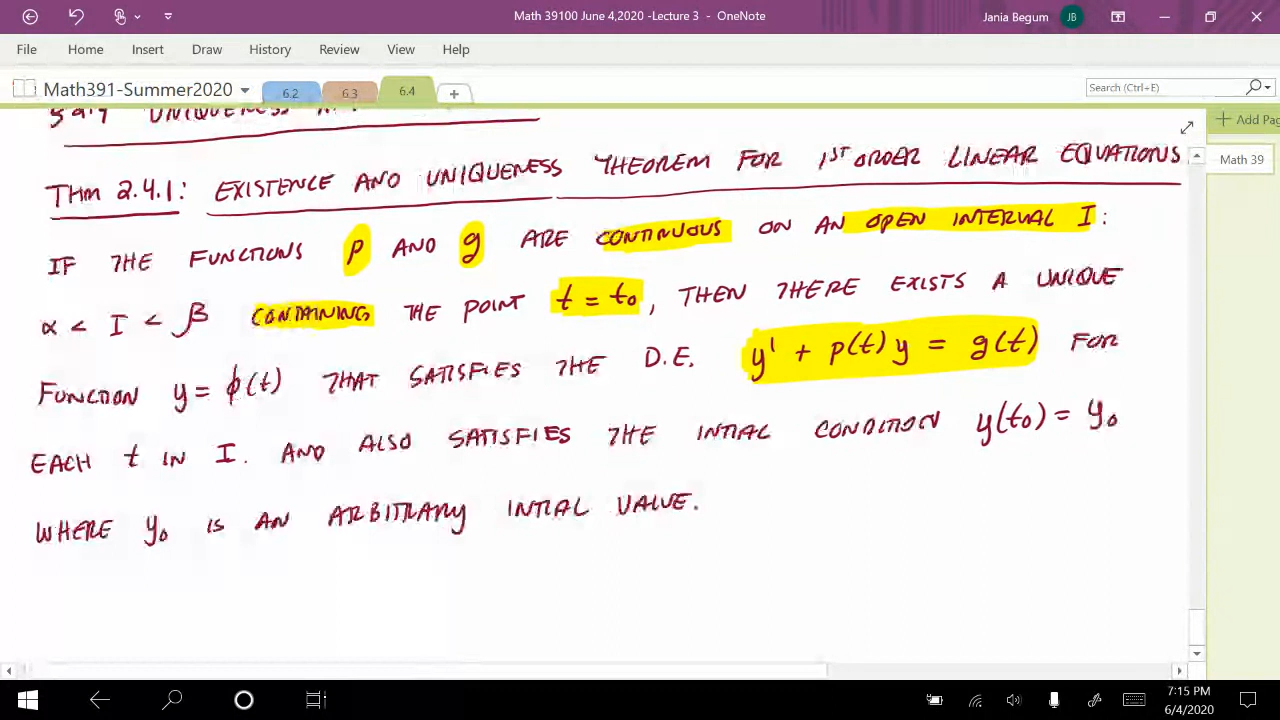 Math 39100 June 4,2020 -Lecture 3 - OneNote
Jania Begum JB
File Home Insert Draw History Review View Help
Math391-Summer2020 6.2 6.3 6.4 Search (Ctrl+E)
UNIQUENESS
Add Pag
THM 2.4.1: EXISTENCE AND UNIQUENESS THEOREM FOR 1ST ORDER LINEAR EQUATIONS
Math 39
IF THE FUNCTIONS p AND g ARE CONTINUOUS ON AN OPEN INTERVAL I:
α < I < β CONTAINING THE POINT t = t₀, THEN THERE EXISTS A UNIQUE
FUNCTION y = ϕ(t) THAT SATISFIES THE D.E. y' + p(t)y = g(t) FOR
EACH t IN I. AND ALSO SATISFIES THE INTIAL CONDITION y(t₀) = y₀
WHERE y₀ IS AN ARBITRARY INTIAL VALUE.
7:15 PM
6/4/2020